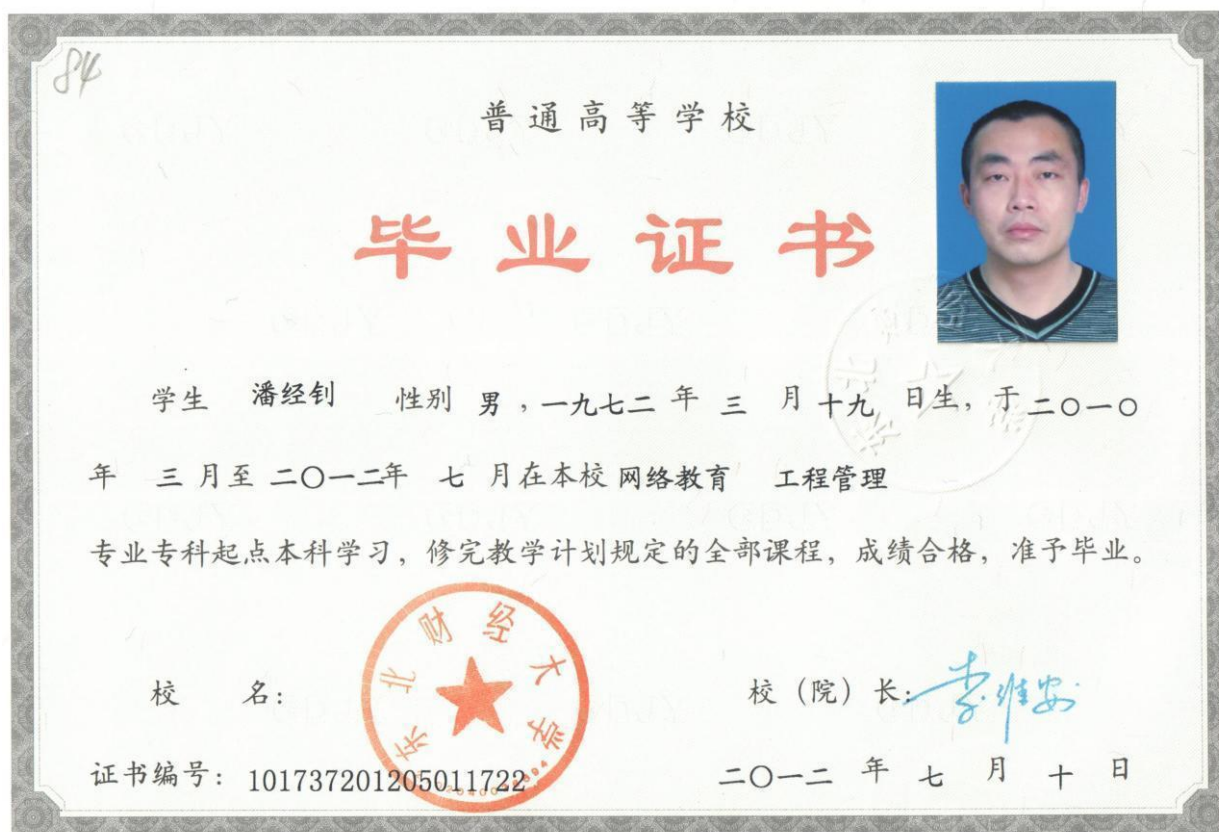 84
普通高等学校
毕业证书
学生 潘经钊 性别 男，一九七二 年 三 月 十九 日生，于 二〇一〇
年 三 月至 二〇一二年 七 月在本校 网络教育 工程管理
专业专科起点本科学习，修完教学计划规定的全部课程，成绩合格，准予毕业。
校 名：
东北财经大学
校（院）长：李维安
证书编号：101737201205011722
二〇一二 年 七 月 十 日